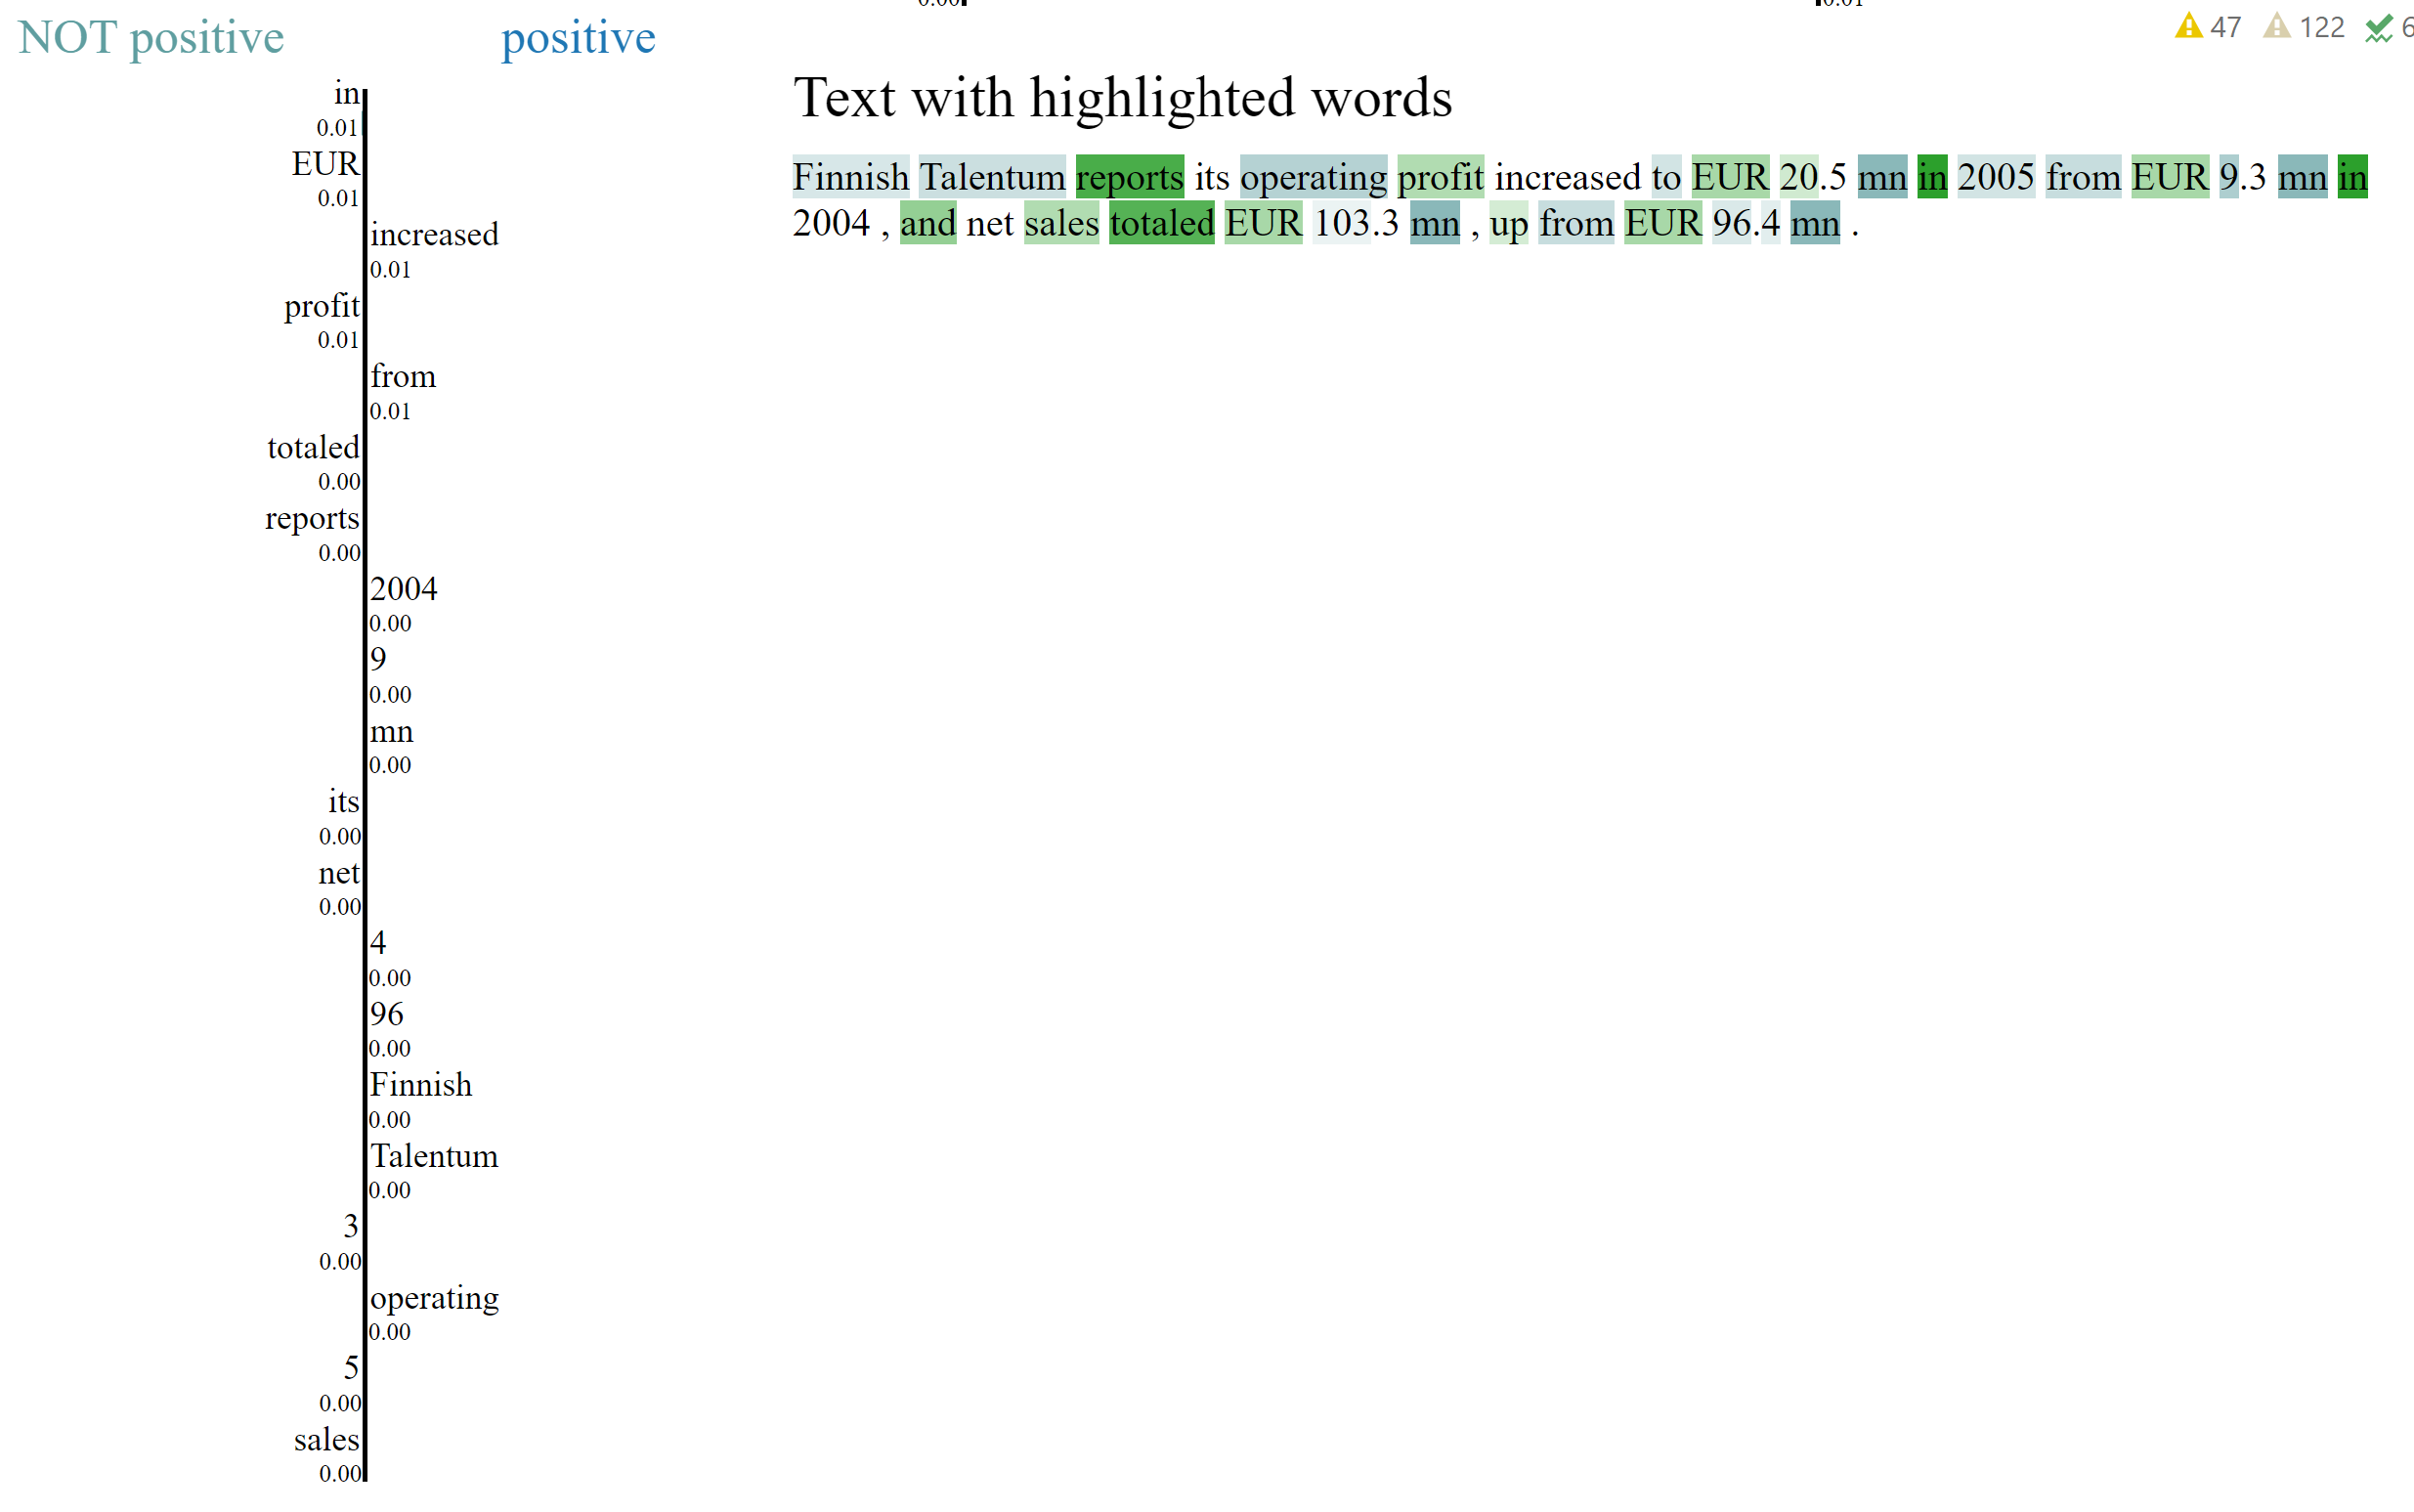 0.00 0.01
NOT positive positive
47 122 6
in
0.01
EUR
0.01
increased
0.01
profit
0.01
from
0.01
totaled
0.00
reports
0.00
2004
0.00
9
0.00
mn
0.00
its
0.00
net
0.00
4
0.00
96
0.00
Finnish
0.00
Talentum
0.00
3
0.00
operating
0.00
5
0.00
sales
0.00
Text with highlighted words
Finnish Talentum reports its operating profit increased to EUR 20.5 mn in 2005 from EUR 9.3 mn in
2004 , and net sales totaled EUR 103.3 mn , up from EUR 96.4 mn .